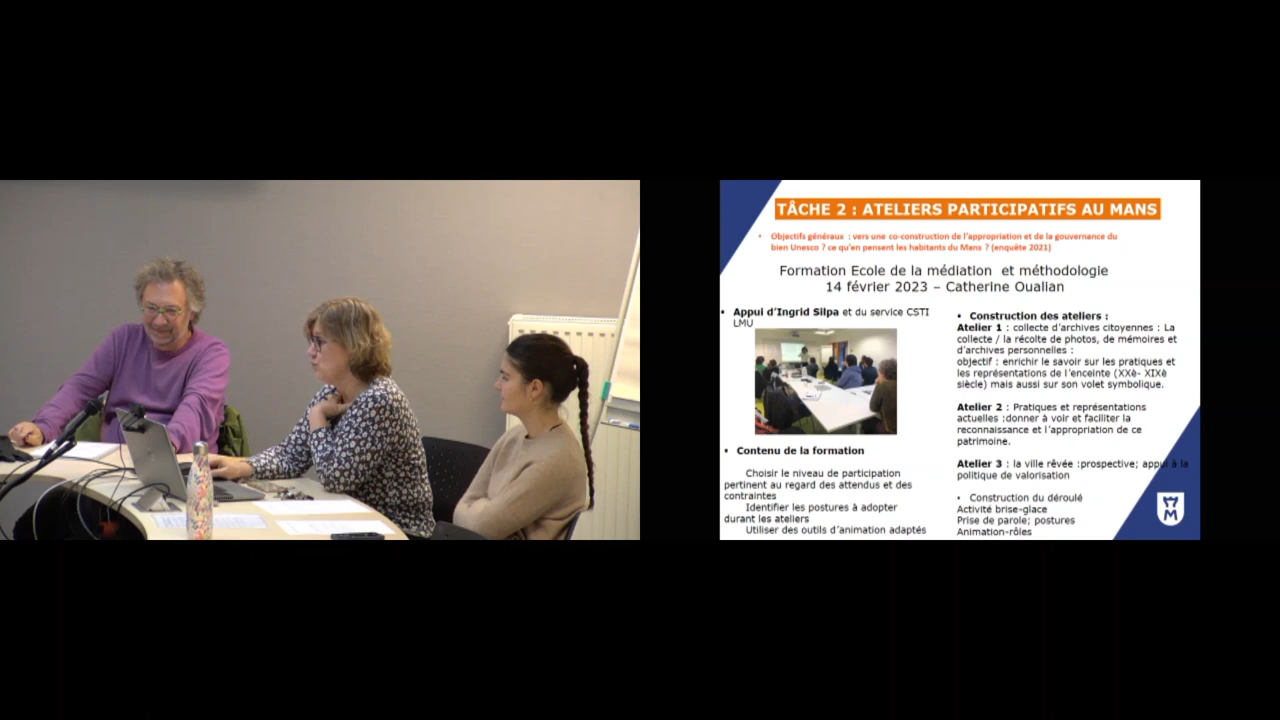 TÂCHE 2 : ATELIERS PARTICIPATIFS AU MANS
• Objectifs généraux : vers une co-construction de l'appropriation et de la gouvernance du
bien Unesco ? ce qu'en pensent les habitants du Mans ? (enquête 2021)
Formation Ecole de la médiation et méthodologie
14 février 2023 – Catherine Oualian
• Appui d'Ingrid Silpa et du service CSTI
LMU
• Contenu de la formation
Choisir le niveau de participation
pertinent au regard des attendus et des
contraintes
Identifier les postures à adopter
durant les ateliers
Utiliser des outils d'animation adaptés
• Construction des ateliers :
Atelier 1 : collecte d'archives citoyennes : La
collecte / la récolte de photos, de mémoires et
d'archives personnelles :
objectif : enrichir le savoir sur les pratiques et
les représentations de l'enceinte (XXè- XIXè
siècle) mais aussi sur son volet symbolique.
Atelier 2 : Pratiques et représentations
actuelles :donner à voir et faciliter la
reconnaissance et l'appropriation de ce
patrimoine.
Atelier 3 : la ville rêvée :prospective; appui à la
politique de valorisation
• Construction du déroulé
Activité brise-glace
Prise de parole; postures
Animation-rôles